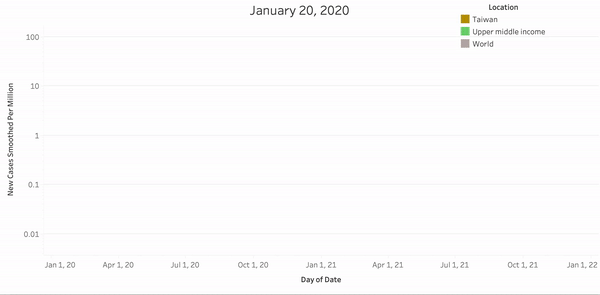 January 20, 2020
Location
Taiwan
Upper middle income
World
New Cases Smoothed Per Million
100
10
1
0.1
0.01
Jan 1, 20
Apr 1, 20
Jul 1, 20
Oct 1, 20
Jan 1, 21
Apr 1, 21
Jul 1, 21
Oct 1, 21
Jan 1, 22
Day of Date